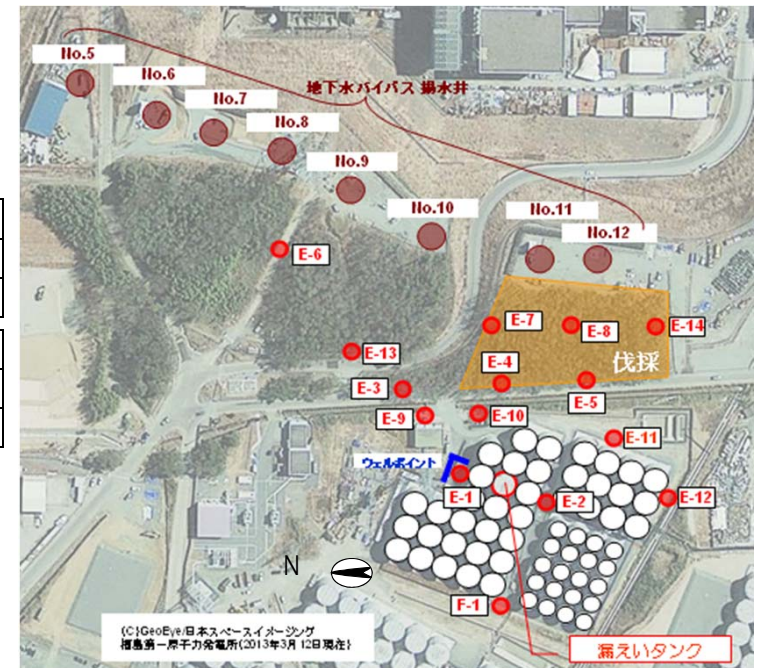 No.5
No.6
No.7
地下水バイパス 揚水井
No.8
No.9
No.10
No.11
No.12
E-6
E-7
E-8
E-14
E-13
伐採
E-4
E-3
E-5
E-9
E-10
E-11
ウェルポイント
E-1
E-2
E-12
N
F-1
(C)GeoEye/日本スペースイメージング
福島第一原子力発電所(2013年3月12日現在)
漏えいタンク